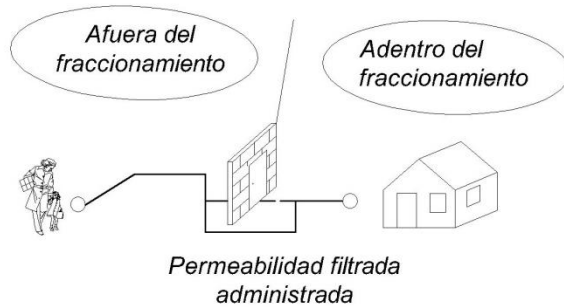 Afuera del
fraccionamiento
Adentro del
fraccionamiento
Permeabilidad filtrada
administrada